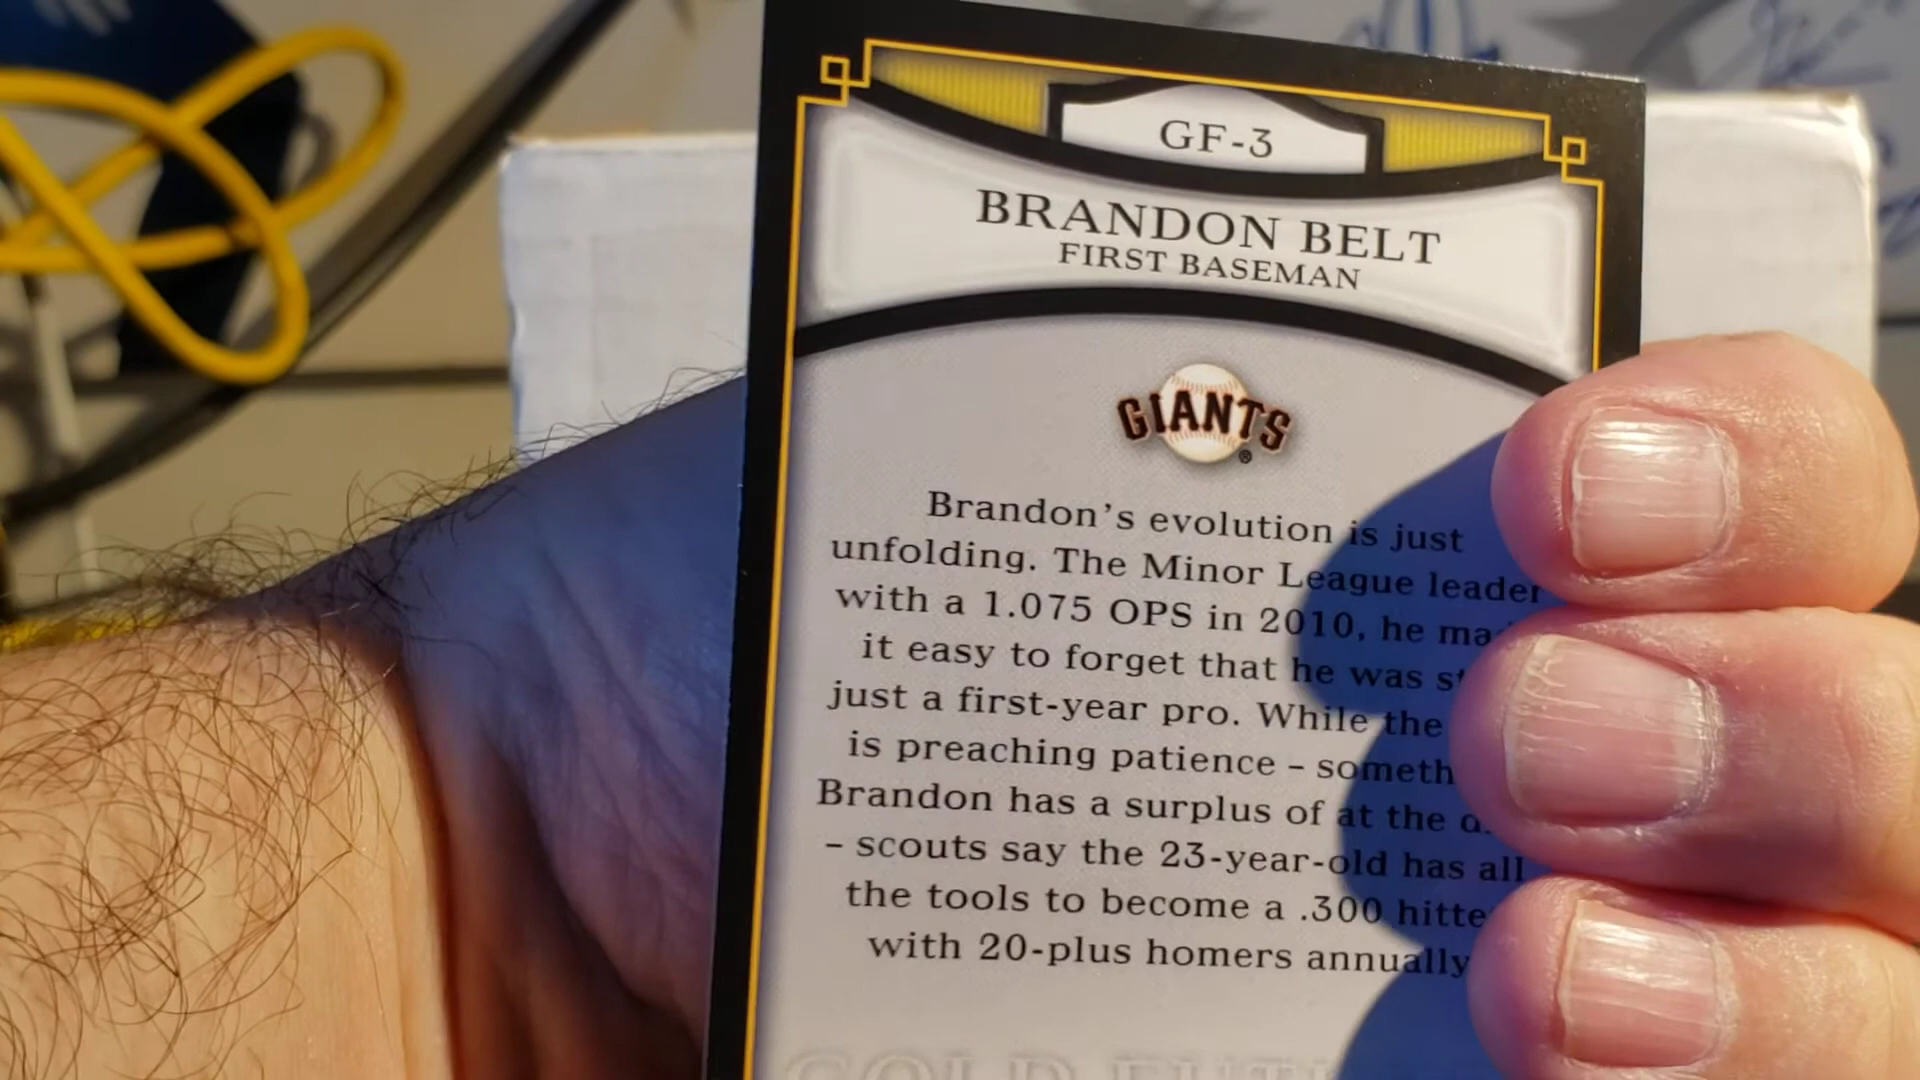 GF-3
BRANDON BELT
FIRST BASEMAN
GIANTS
Brandon's evolution is just
unfolding. The Minor League leader
with a 1.075 OPS in 2010, he
it easy to forget that he was
just a first-year pro. While the
is preaching patience –
Brandon has a surplus of at the
– scouts say the 23-year-old has all
the tools to become a .300
with 20-plus homers annually
GOLD